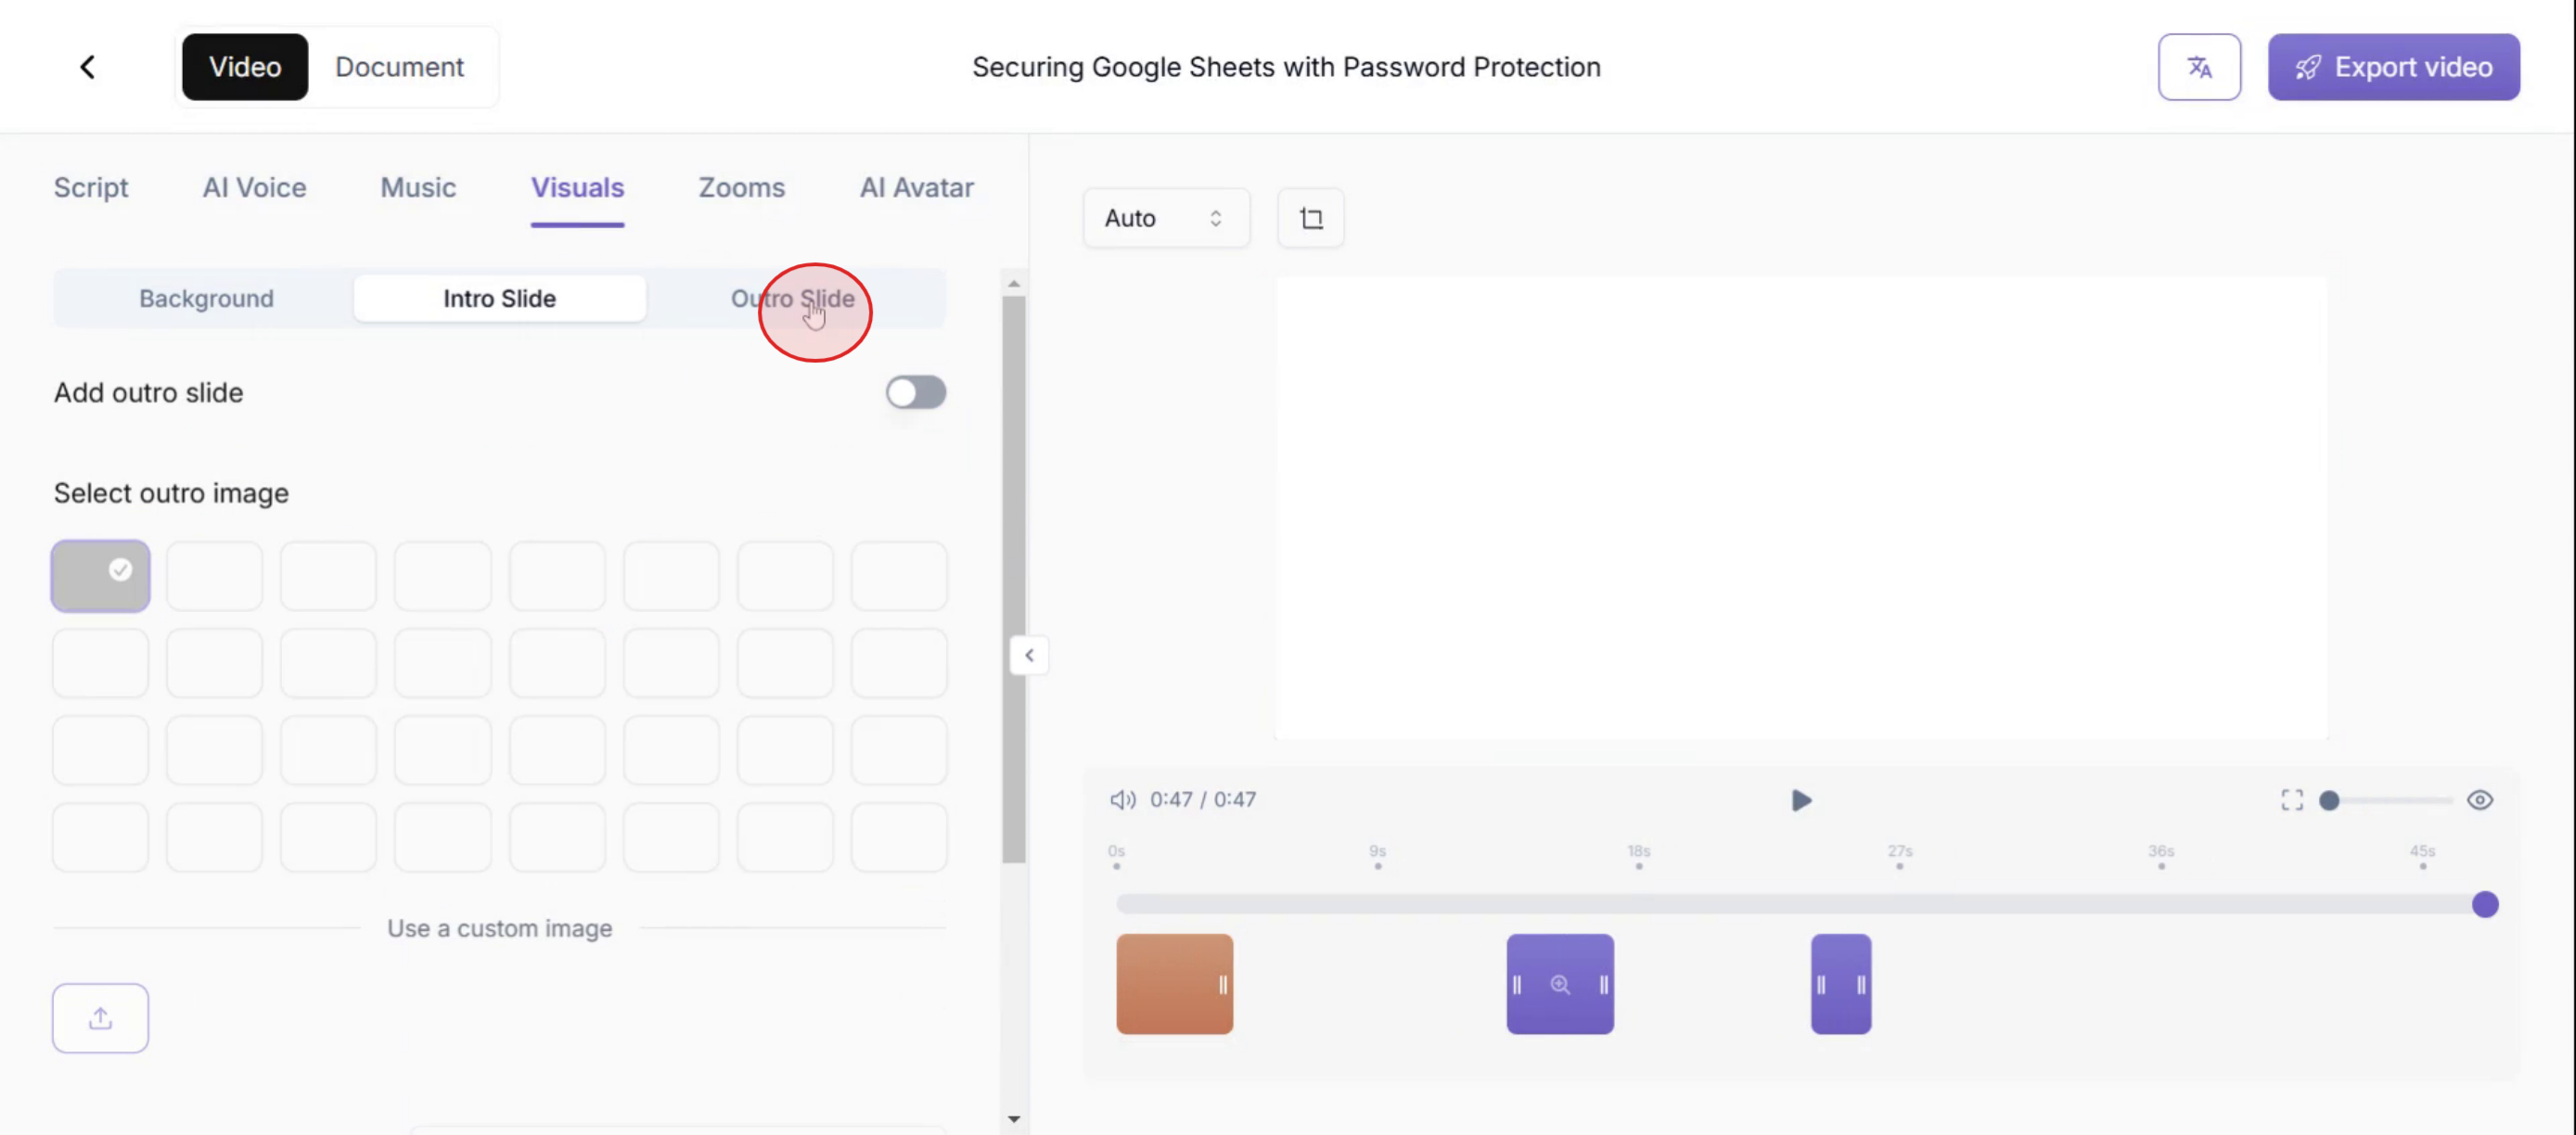 Video Document Securing Google Sheets with Password Protection Export video
Script AI Voice Music Visuals Zooms AI Avatar
Auto
Background Intro Slide Outro Slide
Add outro slide
Select outro image
0:47 / 0:47
0s 9s 18s 27s 36s 45s
Use a custom image